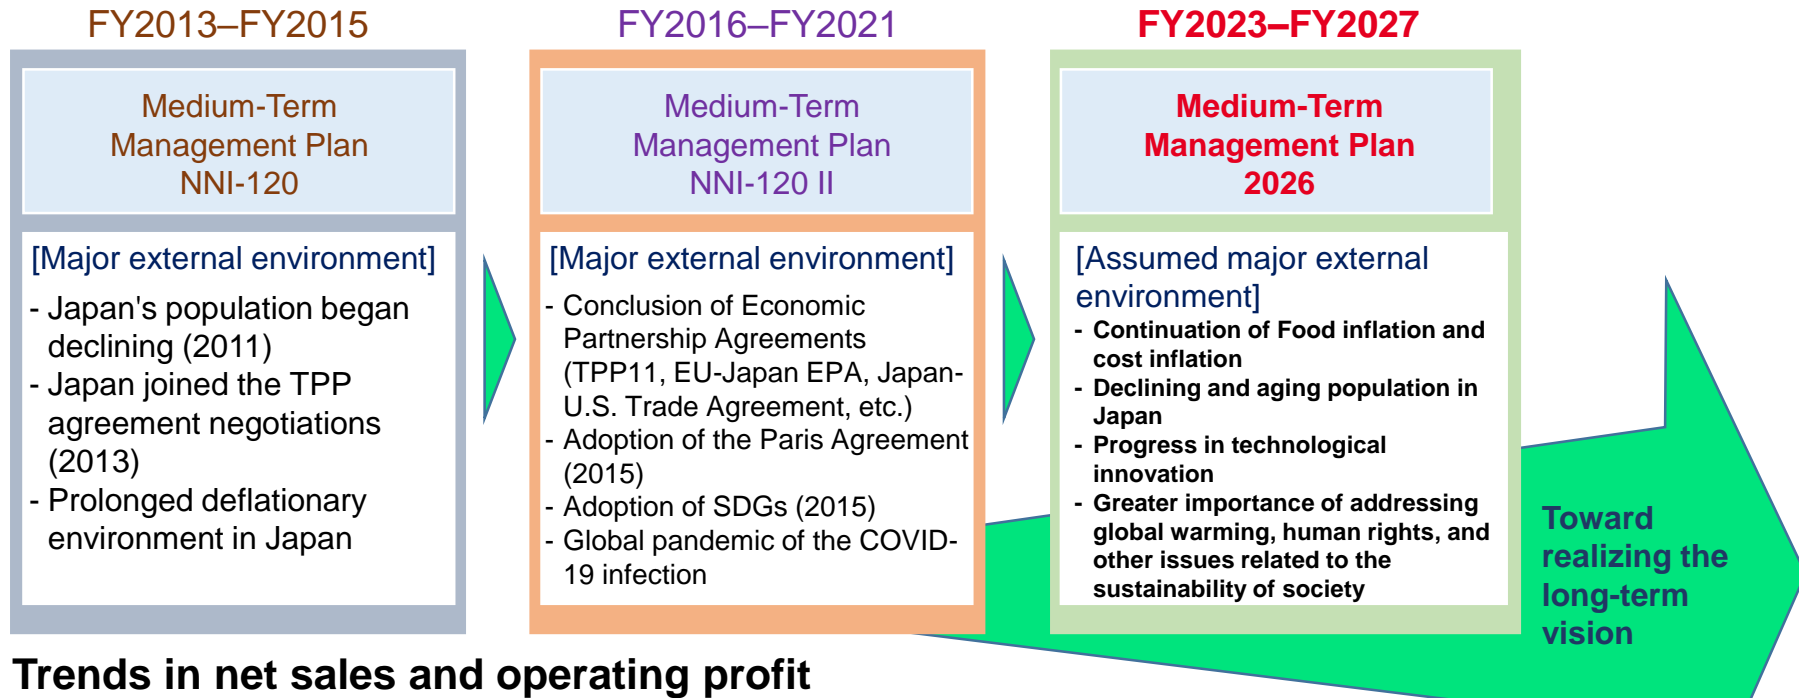 FY2013–FY2015
Medium-Term
Management Plan
NNI-120
[Major external environment]
- Japan's population began
declining (2011)
- Japan joined the TPP
agreement negotiations
(2013)
- Prolonged deflationary
environment in Japan
FY2016–FY2021
Medium-Term
Management Plan
NNI-120 II
[Major external environment]
- Conclusion of Economic
Partnership Agreements
(TPP11, EU-Japan EPA, Japan-
U.S. Trade Agreement, etc.)
- Adoption of the Paris Agreement
(2015)
- Adoption of SDGs (2015)
- Global pandemic of the COVID-
19 infection
FY2023–FY2027
Medium-Term
Management Plan
2026
[Assumed major external
environment]
- Continuation of Food inflation and
cost inflation
- Declining and aging population in
Japan
- Progress in technological
innovation
- Greater importance of addressing
global warming, human rights, and
other issues related to the
sustainability of society
Toward
realizing the
long-term
vision
Trends in net sales and operating profit